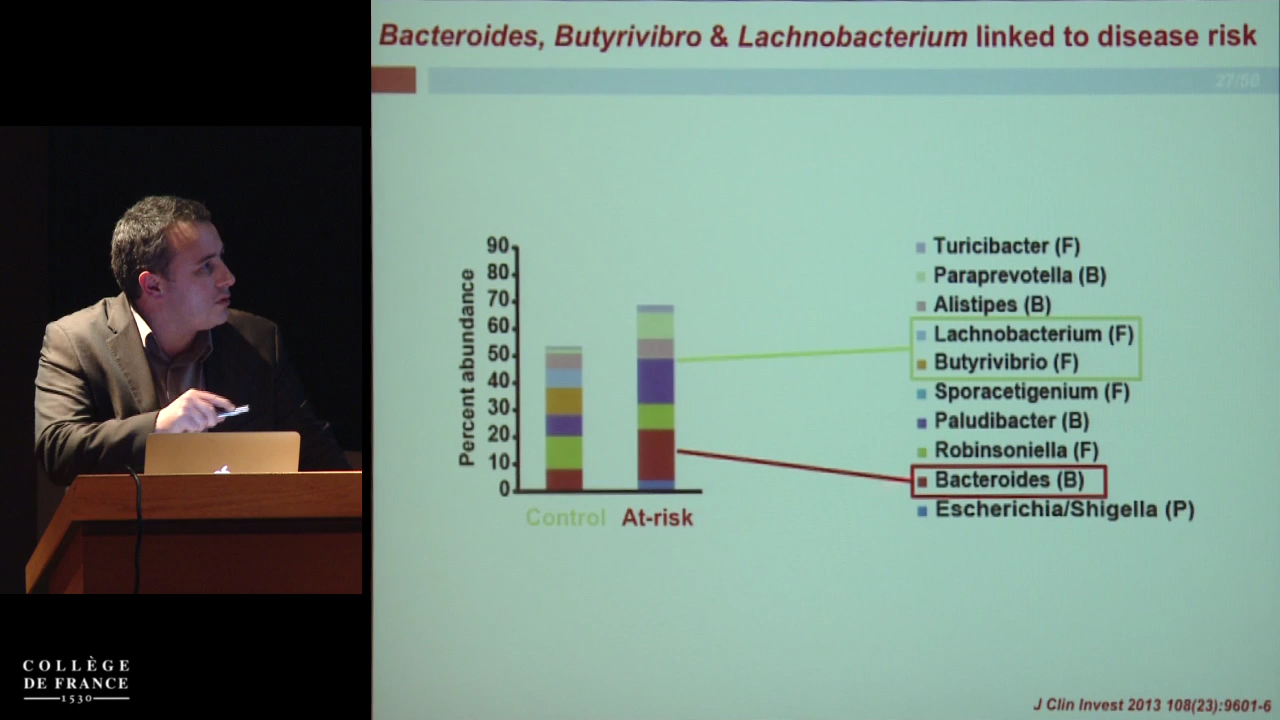 Bacteroides, Butyrivibro & Lachnobacterium linked to disease risk
27/56
Percent abundance
90
80
70
60
50
40
30
20
10
0
Control At-risk
Turicibacter (F)
Paraprevotella (B)
Alistipes (B)
Lachnobacterium (F)
Butyrivibrio (F)
Sporacetigenium (F)
Paludibacter (B)
Robinsoniella (F)
Bacteroides (B)
Escherichia/Shigella (P)
J Clin Invest 2013 108(23):9601-6
COLLÈGE
DE FRANCE
1530